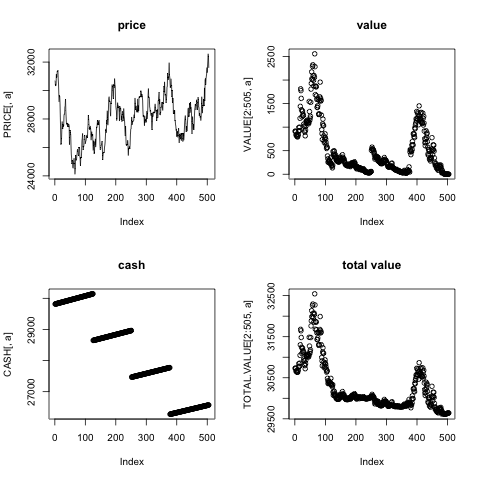 price
PRICE[, a]
24000 28000 32000
0 100 200 300 400 500
Index
value
VALUE[2:505, a]
0 500 1500 2500
0 100 200 300 400 500
Index
cash
CASH[, a]
27000 29000
0 100 200 300 400 500
Index
total value
TOTAL.VALUE[2:505, a]
29500 30500 31500 32500
0 100 200 300 400 500
Index